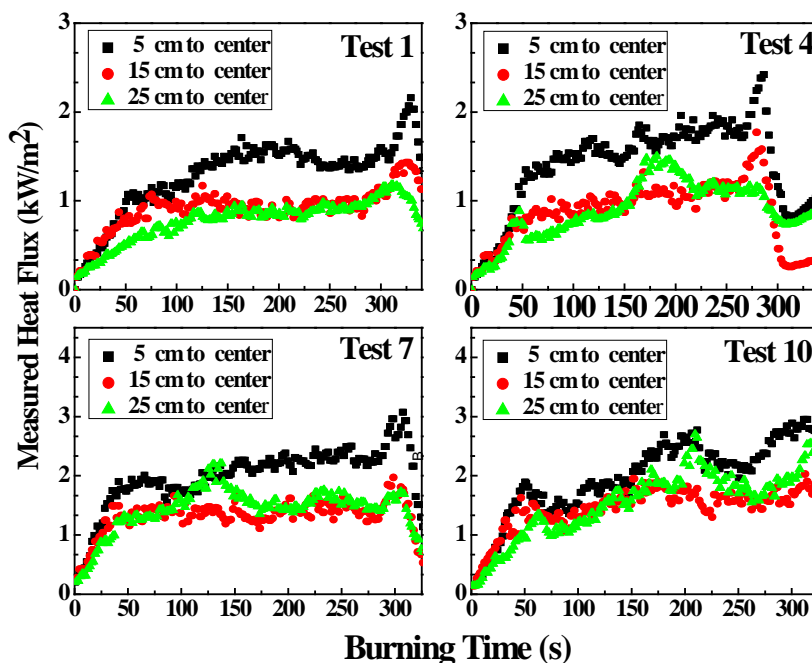 Measured Heat Flux (kW/m²)
Test 1
5 cm to center
15 cm to center
25 cm to center
3
2
1
0
0 50 100 150 200 250 300
Test 4
5 cm to center
15 cm to center
25 cm to center
3
2
1
0
0 50 100 150 200 250 300
Test 7
5 cm to center
15 cm to center
25 cm to center
4
3
2
1
0
B
0 50 100 150 200 250 300
Test 10
5 cm to center
15 cm to center
25 cm to center
4
3
2
1
0
0 50 100 150 200 250 300
Burning Time (s)